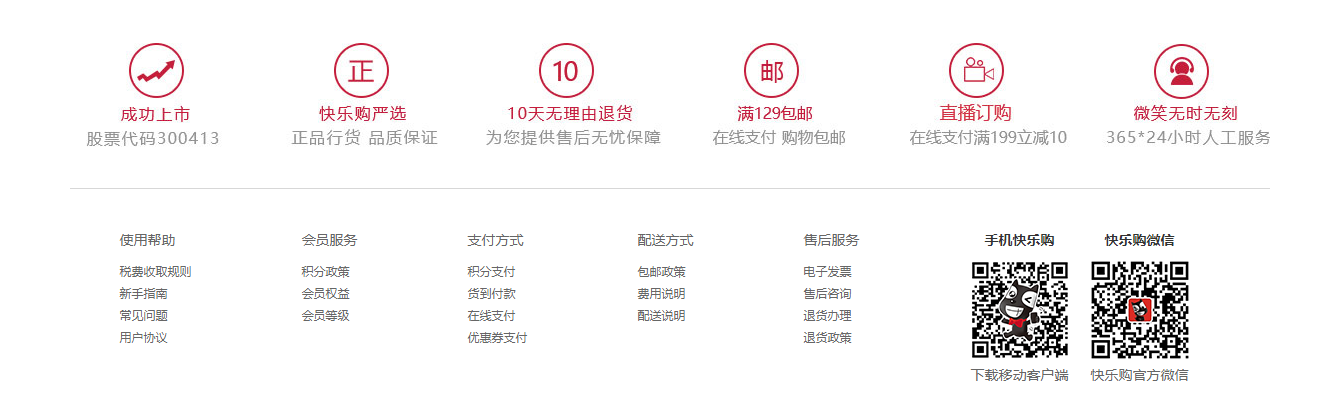 正
10
邮
成功上市
快乐购严选
10天无理由退货
满129包邮
直播订购
微笑无时无刻
股票代码300413
正品行货 品质保证
为您提供售后无忧保障
在线支付 购物包邮
在线支付满199立减10
365*24小时人工服务
使用帮助
税费收取规则
新手指南
常见问题
用户协议
会员服务
积分政策
会员权益
会员等级
支付方式
积分支付
货到付款
在线支付
优惠券支付
配送方式
包邮政策
费用说明
配送说明
售后服务
电子发票
售后咨询
退货办理
退货政策
手机快乐购
下载移动客户端
快乐购微信
快乐购官方微信